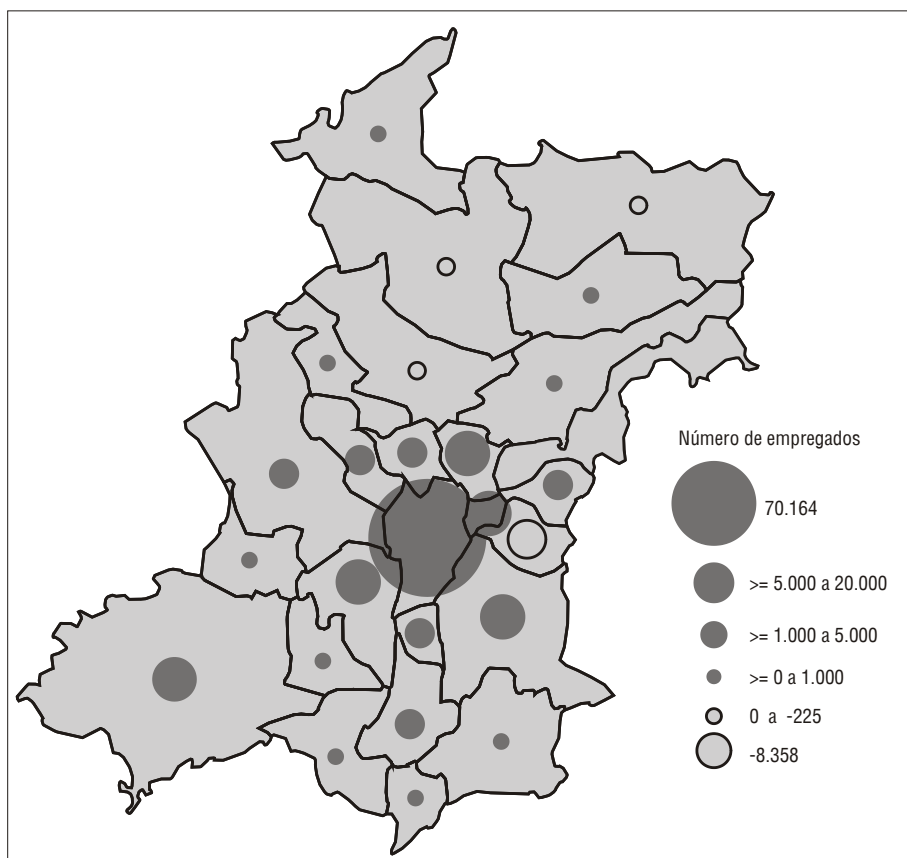 Número de empregados
70.164
>= 5.000 a 20.000
>= 1.000 a 5.000
>= 0 a 1.000
0 a -225
-8.358